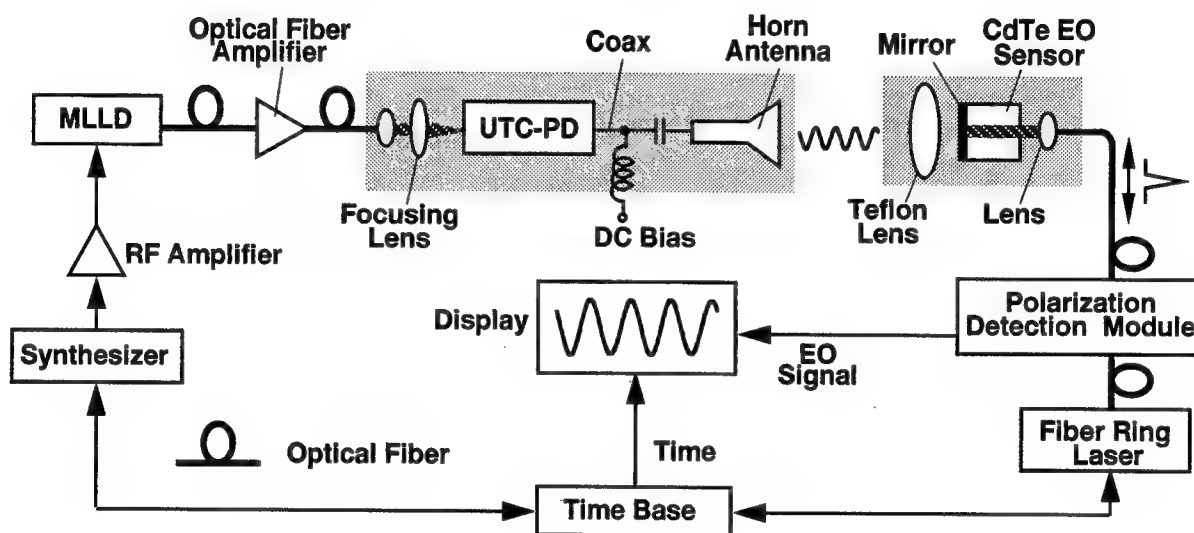 Optical Fiber
Amplifier
Coax
Horn
Antenna
Mirror
CdTe EO
Sensor
MLLD
UTC-PD
Focusing
Lens
DC Bias
Teflon
Lens
Lens
RF Amplifier
Synthesizer
Display
EO
Signal
Polarization
Detection Module
Optical Fiber
Time
Fiber Ring
Laser
Time Base